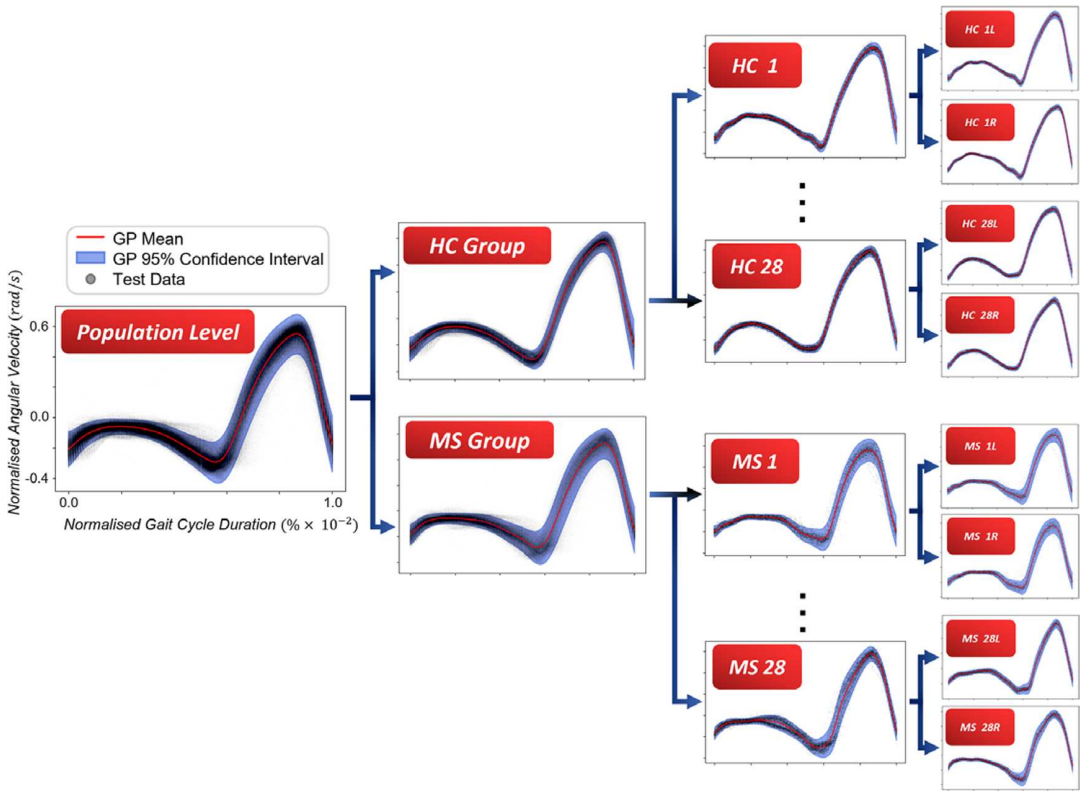 GP Mean
GP 95% Confidence Interval
Test Data
Population Level
Normalised Angular Velocity (rad/s)
0.6
0.0
-0.4
0.0
1.0
Normalised Gait Cycle Duration (% × 10⁻²)
HC Group
MS Group
HC 1
HC 28
MS 1
MS 28
HC 1L
HC 1R
HC 28L
HC 28R
MS 1L
MS 1R
MS 28L
MS 28R